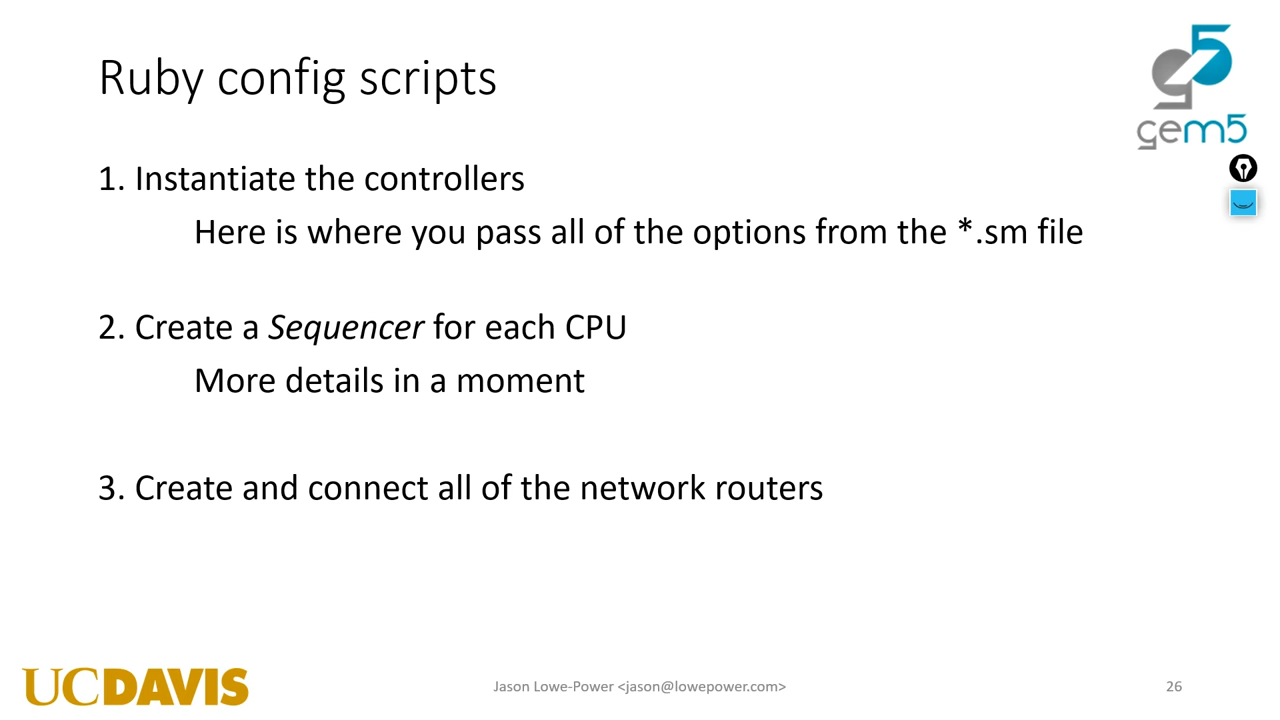 Ruby config scripts
gem5
1. Instantiate the controllers
Here is where you pass all of the options from the *.sm file
2. Create a Sequencer for each CPU
More details in a moment
3. Create and connect all of the network routers
UCDAVIS
Jason Lowe-Power <jason@lowepower.com>
26